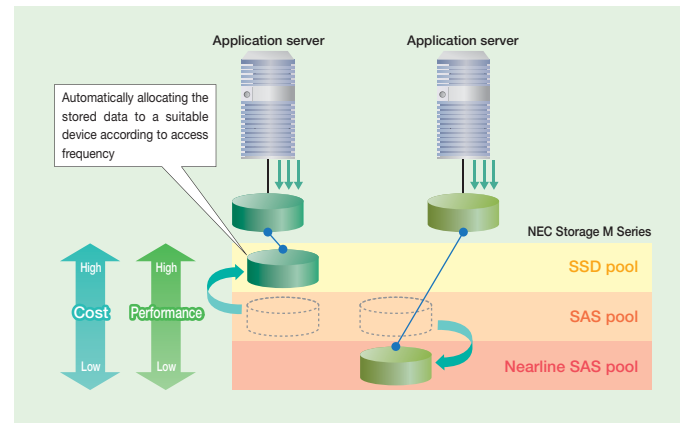 Application server
Application server
Automatically allocating the
stored data to a suitable
device according to access
frequency
NEC Storage M Series
High
High
SSD pool
Cost
Performance
SAS pool
Low
Low
Nearline SAS pool